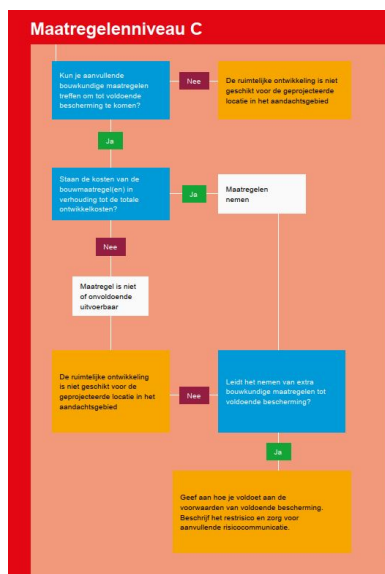 Maatregelenniveau C
Kun je aanvullende
bouwkundige maatregelen
treffen om tot voldoende
bescherming te komen?
Nee
De ruimtelijke ontwikkeling is niet
geschikt voor de geprojecteerde
locatie in het aandachtsgebied
Ja
Staan de kosten van de
bouwmaatregel(en) in
verhouding tot de totale
ontwikkelkosten?
Ja
Maatregelen
nemen
Nee
Maatregel is niet
of onvoldoende
uitvoerbaar
De ruimtelijke ontwikkeling
is niet geschikt voor de
geprojecteerde locatie in het
aandachtsgebied
Nee
Leidt het nemen van extra
bouwkundige maatregelen tot
voldoende bescherming?
Ja
Geef aan hoe je voldoet aan de
voorwaarden van voldoende bescherming.
Beschrijf het restrisico en zorg voor
aanvullende risicocommunicatie.